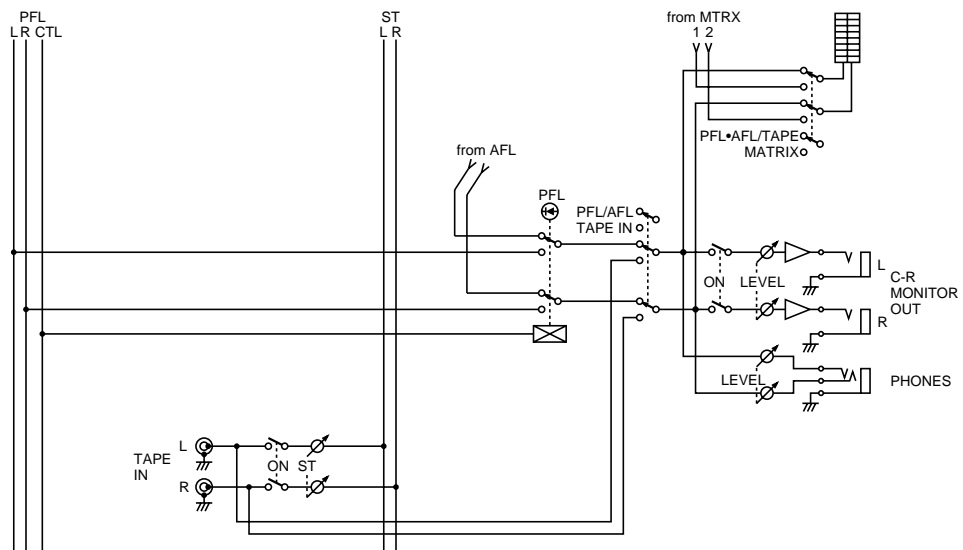 PFL
L R CTL
ST
L R
from MTRX
1 2
PFL•AFL/TAPE
MATRIX
from AFL
PFL
PFL/AFL
TAPE IN
ON
LEVEL
L
C-R
MONITOR
OUT
R
LEVEL
PHONES
TAPE
IN
L
ON
ST
R